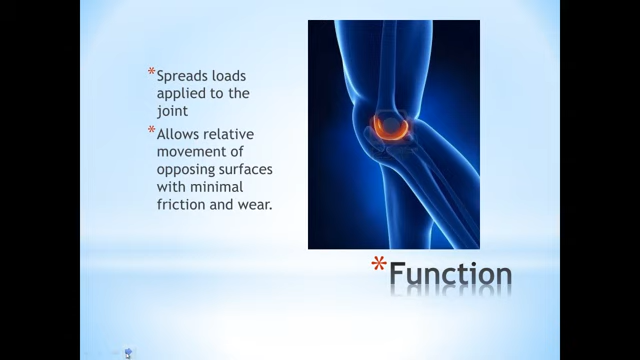 *Spreads loads
applied to the
joint
*Allows relative
movement of
opposing surfaces
with minimal
friction and wear.
*Function